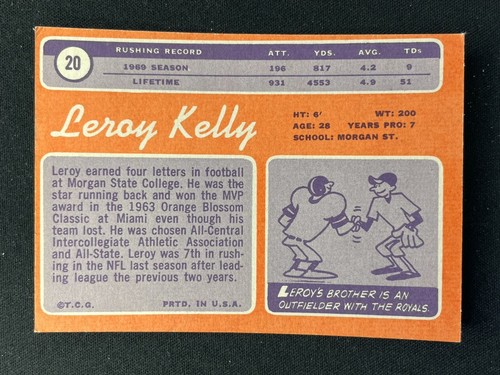 20
RUSHING RECORD ATT. YDS. AVG. TDs
1969 SEASON 196 817 4.2 9
LIFETIME 931 4553 4.9 51
Leroy Kelly
HT: 6' WT: 200
AGE: 28 YEARS PRO: 7
SCHOOL: MORGAN ST.
Leroy earned four letters in football
at Morgan State College. He was the
star running back and won the MVP
award in the 1963 Orange Blossom
Classic at Miami even though his
team lost. He was chosen All-Central
Intercollegiate Athletic Association
and All-State. Leroy was 7th in rush-
ing in the NFL last season after lead-
ing league the previous two years.
©T.C.G. PRTD. IN U.S.A.
LEROY'S BROTHER IS AN
OUTFIELDER WITH THE ROYALS.